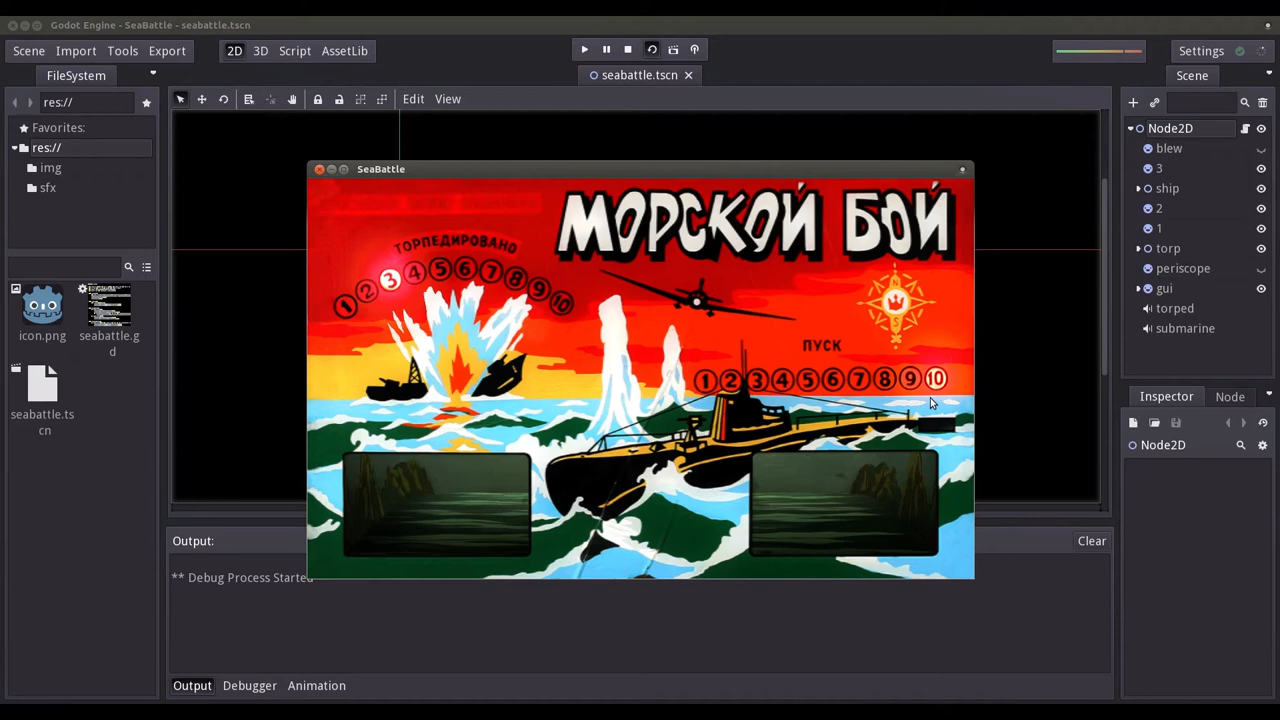 Godot Engine - SeaBattle - seabattle.tscn
Scene Import Tools Export
2D 3D Script AssetLib
Settings
FileSystem
seabattle.tscn
Scene
res://
Edit View
Favorites:
res://
img
sfx
icon.png
seabattle.g
d
seabattle.ts
cn
SeaBattle
МОРСКОЙ БОЙ
ТОРПЕДИРОВАНО
1 2 3 4 5 6 7 8 9 10
ПУСК
1 2 3 4 5 6 7 8 9 10
Node2D
blew
3
ship
2
1
torp
periscope
gui
torped
submarine
Inspector Node
Node2D
Output:
Clear
** Debug Process Started
Output Debugger Animation